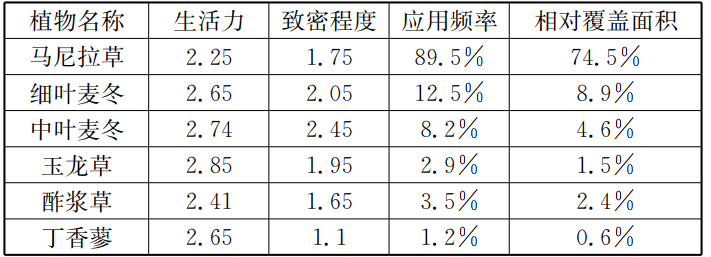 植物名称 生活力 致密程度 应用频率 相对覆盖面积
马尼拉草 2.25 1.75 89.5% 74.5%
细叶麦冬 2.65 2.05 12.5% 8.9%
中叶麦冬 2.74 2.45 8.2% 4.6%
玉龙草 2.85 1.95 2.9% 1.5%
酢浆草 2.41 1.65 3.5% 2.4%
丁香蓼 2.65 1.1 1.2% 0.6%